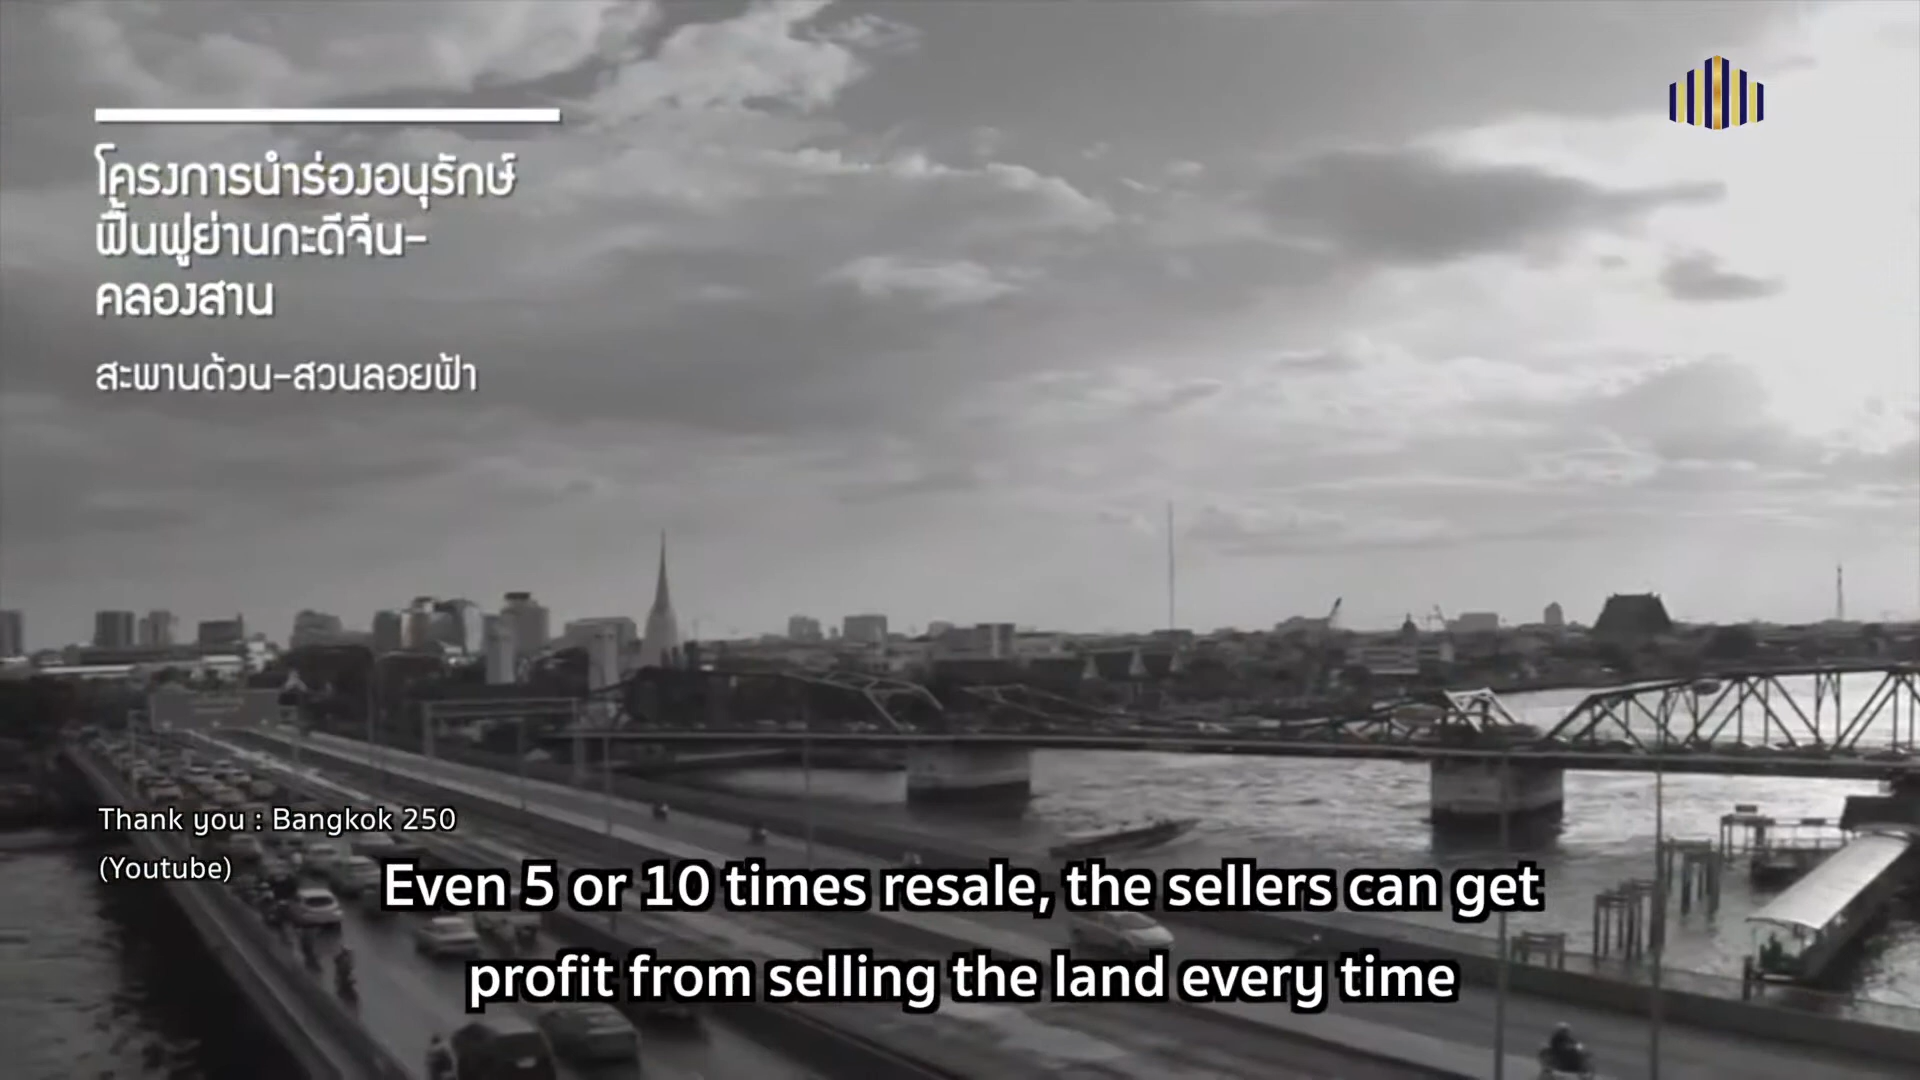 โครงการนำร่องอนุรักษ์
ฟื้นฟูย่านกะดีจีน-
คลองสาน
สะพานด้วน-สวนลอยฟ้า
Thank you : Bangkok 250
(Youtube)
Even 5 or 10 times resale, the sellers can get
profit from selling the land every time